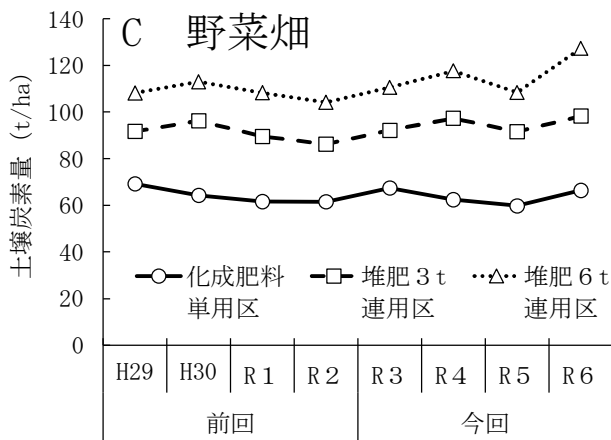 C 野菜畑
土壌炭素量 (t/ha)
140
120
100
80
60
40
20
0
化成肥料
単用区
堆肥３ｔ
連用区
堆肥６ｔ
連用区
H29 H30 R１ R２ R３ R４ R５ R６
前回 今回